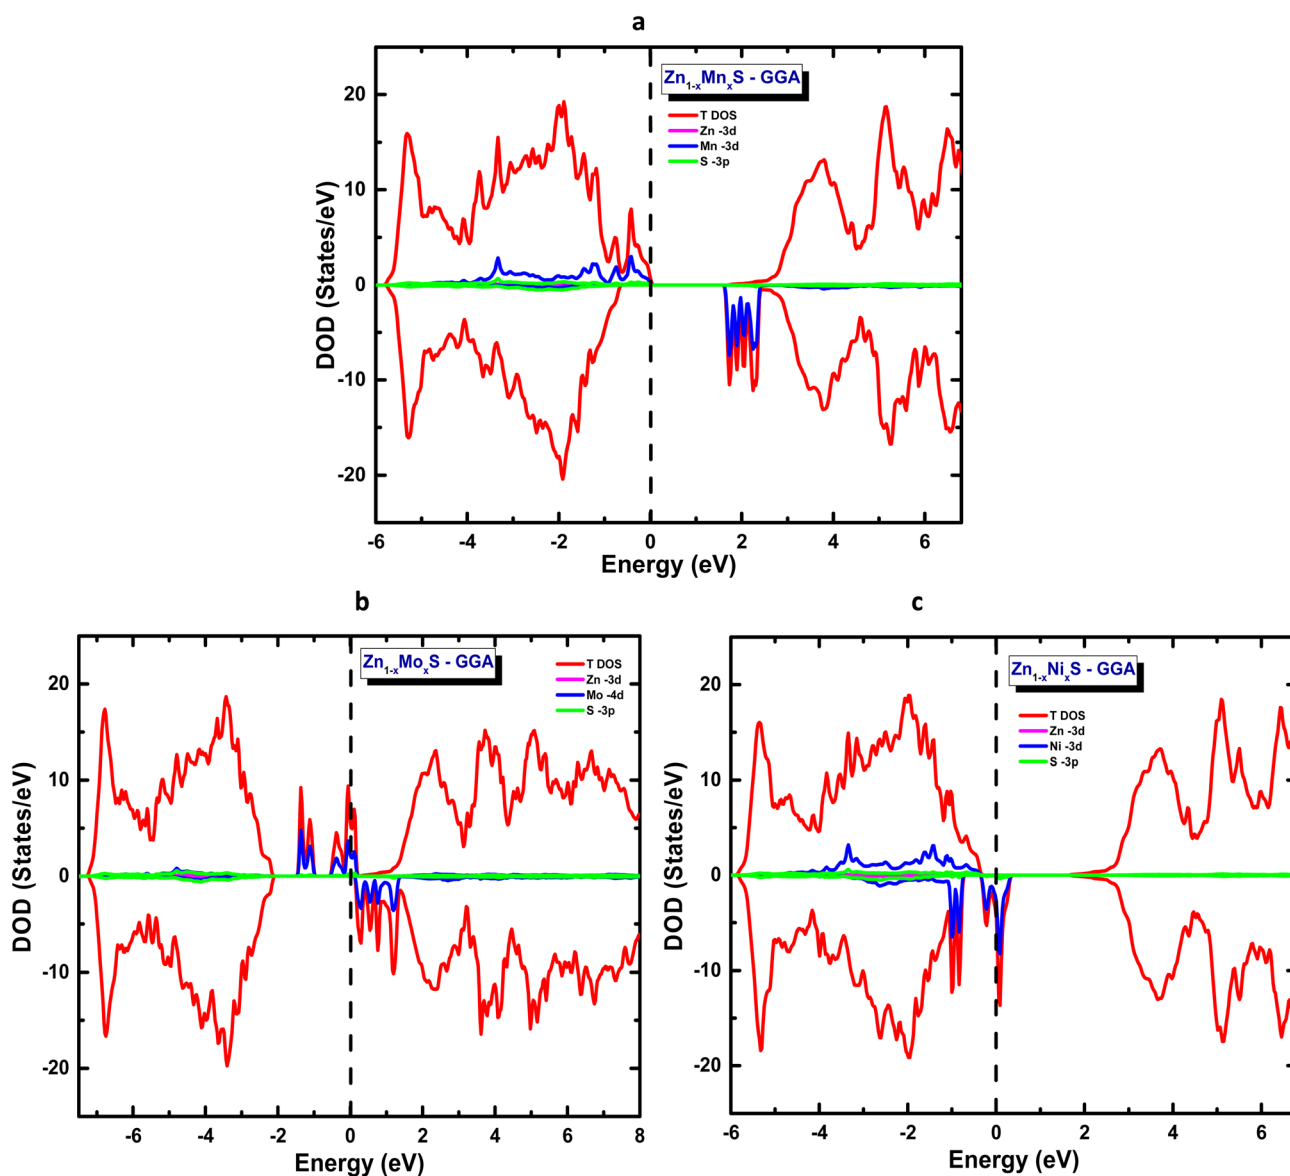 a
Zn1-xMnxS - GGA
T DOS
Zn -3d
Mn -3d
S -3p
DOD (States/eV)
20
10
0
-10
-20
-6
-4
-2
0
2
4
6
Energy (eV)
b
Zn1-xMoxS - GGA
T DOS
Zn -3d
Mo -4d
S -3p
DOD (States/eV)
20
10
0
-10
-20
-6
-4
-2
0
2
4
6
8
Energy (eV)
c
Zn1-xNixS - GGA
T DOS
Zn -3d
Ni -3d
S -3p
DOD (States/eV)
20
10
0
-10
-20
-6
-4
-2
0
2
4
6
Energy (eV)